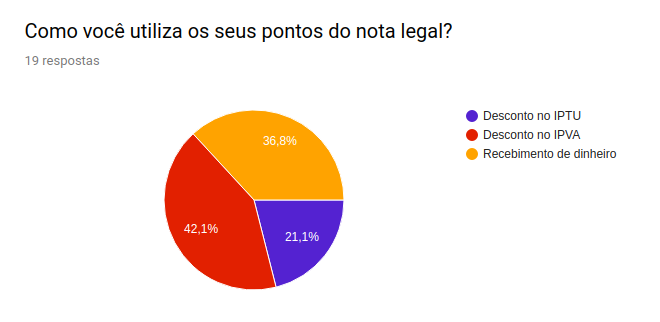 Como você utiliza os seus pontos do nota legal?
19 respostas
Desconto no IPTU
Desconto no IPVA
Recebimento de dinheiro
36,8%
42,1%
21,1%